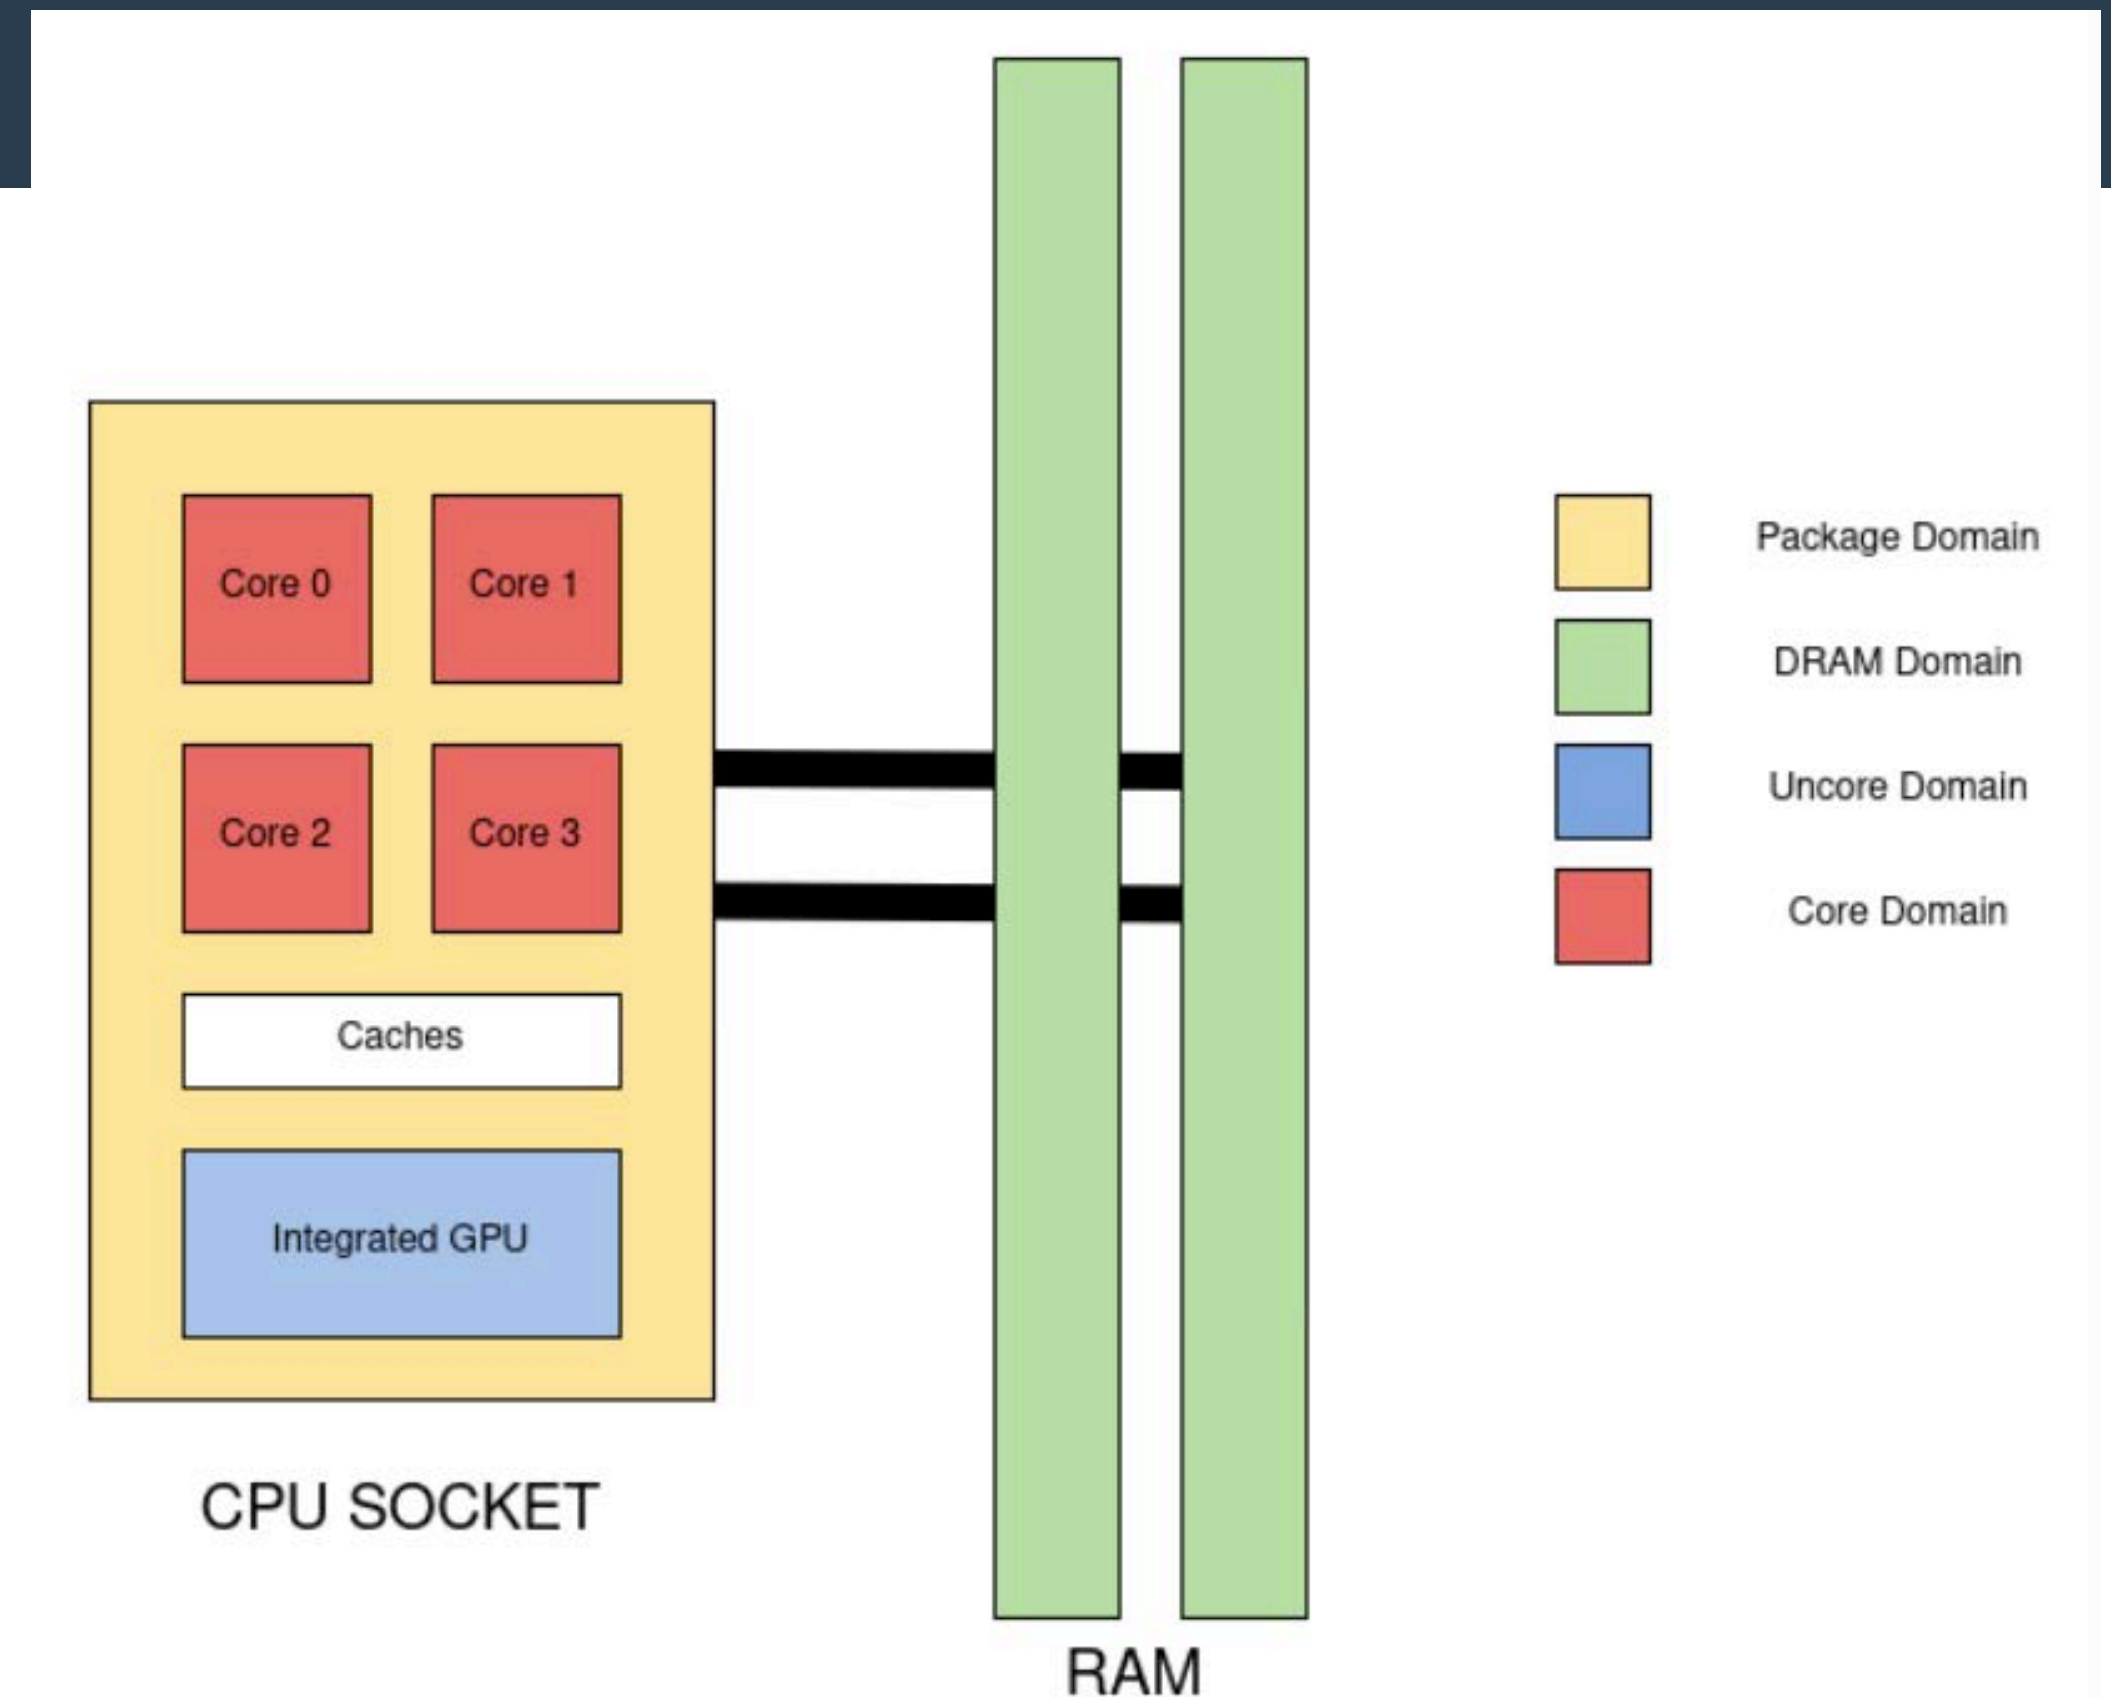 Core 0
Core 1
Core 2
Core 3
Caches
Integrated GPU
CPU SOCKET
RAM
Package Domain
DRAM Domain
Uncore Domain
Core Domain